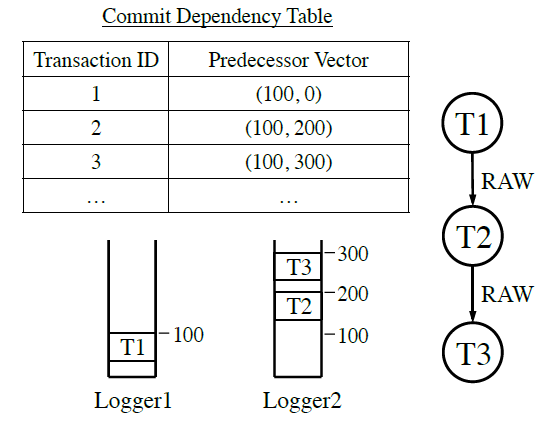 Commit Dependency Table
Transaction ID Predecessor Vector
1 (100, 0)
2 (100, 200)
3 (100, 300)
... ...
T1
RAW
T2
RAW
T3
T1
100
Logger1
T3
T2
300
200
100
Logger2